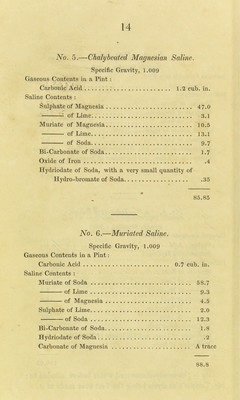 14
No. 5.—Chalybeated Magnesian Saline.
Specific Gravity, 1.009
Gaseous Contents in a Pint :
Carbonic Acid .......................... 1.2 cub. in.
Saline Contents :
Sulphate of Magnesia .......................... 47.0
——— of Lime .......................... 3.1
Muriate of Magnesia .......................... 10.5
——— of Lime .......................... 13.1
——— of Soda .......................... 9.7
Bi-Carbonate of Soda .......................... 1.7
Oxide of Iron .......................... .4
Hydriodate of Soda, with a very small quantity of
Hydro-bromate of Soda .................. .35
85.85
No. 6.—Muriated Saline.
Specific Gravity, 1.009
Gaseous Contents in a Pint :
Carbonic Acid .......................... 0.7 cub. in.
Saline Contents :
Muriate of Soda .......................... 58.7
——— of Lime .......................... 9.3
——— of Magnesia .......................... 4.5
Sulphate of Lime .......................... 2.0
——— of Soda .......................... 12.3
Bi-Carbonate of Soda .......................... 1.8
Hydriodate of Soda .......................... .2
Carbonate of Magnesia .................. A trace
88.8